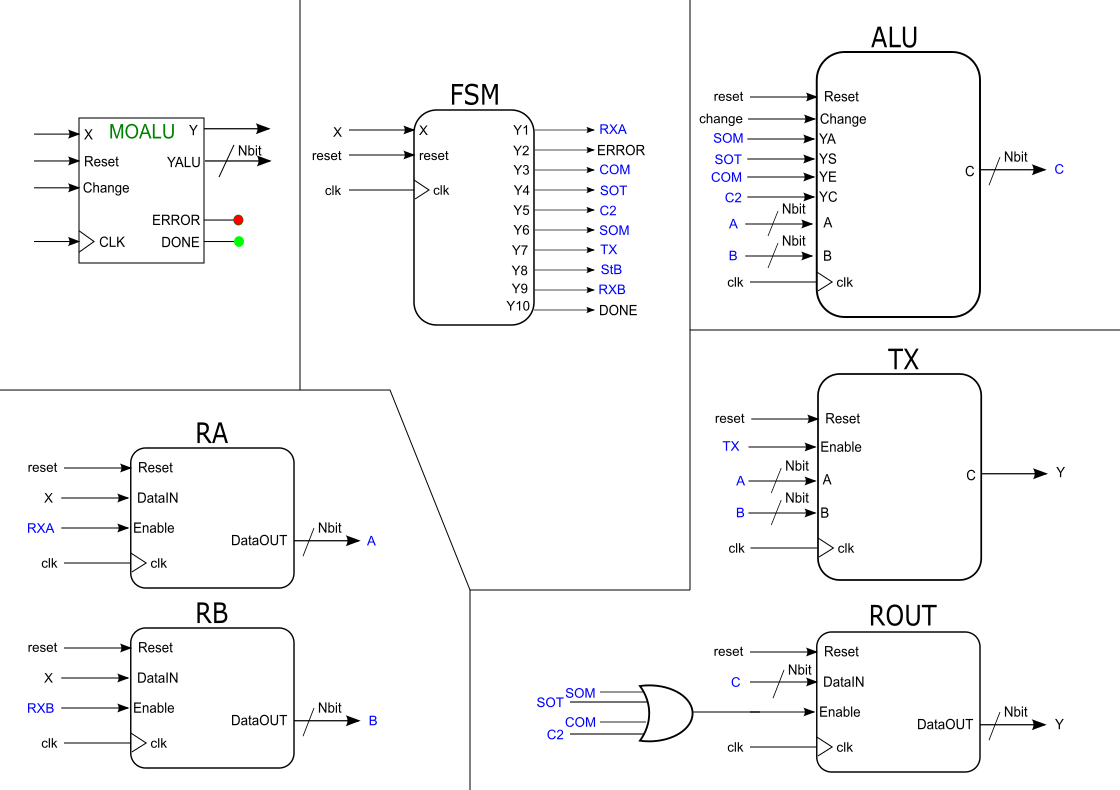 MOALU
X
Y
Reset
YALU
Nbit
Change
ERROR
CLK
DONE
FSM
X
X
Y1
RXA
Y2
ERROR
reset
reset
Y3
COM
clk
clk
Y4
SOT
Y5
C2
Y6
SOM
Y7
TX
Y8
StB
Y9
RXB
Y10
DONE
ALU
reset
Reset
change
Change
SOM
YA
SOT
YS
COM
YE
C2
YC
A
Nbit
A
B
Nbit
B
clk
clk
C
Nbit
C
RA
reset
Reset
X
DataIN
RXA
Enable
clk
clk
DataOUT
Nbit
A
RB
reset
Reset
X
DataIN
RXB
Enable
clk
clk
DataOUT
Nbit
B
TX
reset
Reset
TX
Enable
A
Nbit
A
B
Nbit
B
clk
clk
C
Y
ROUT
reset
Reset
C
Nbit
DataIN
SOM
SOT
COM
C2
Enable
clk
clk
DataOUT
Nbit
Y